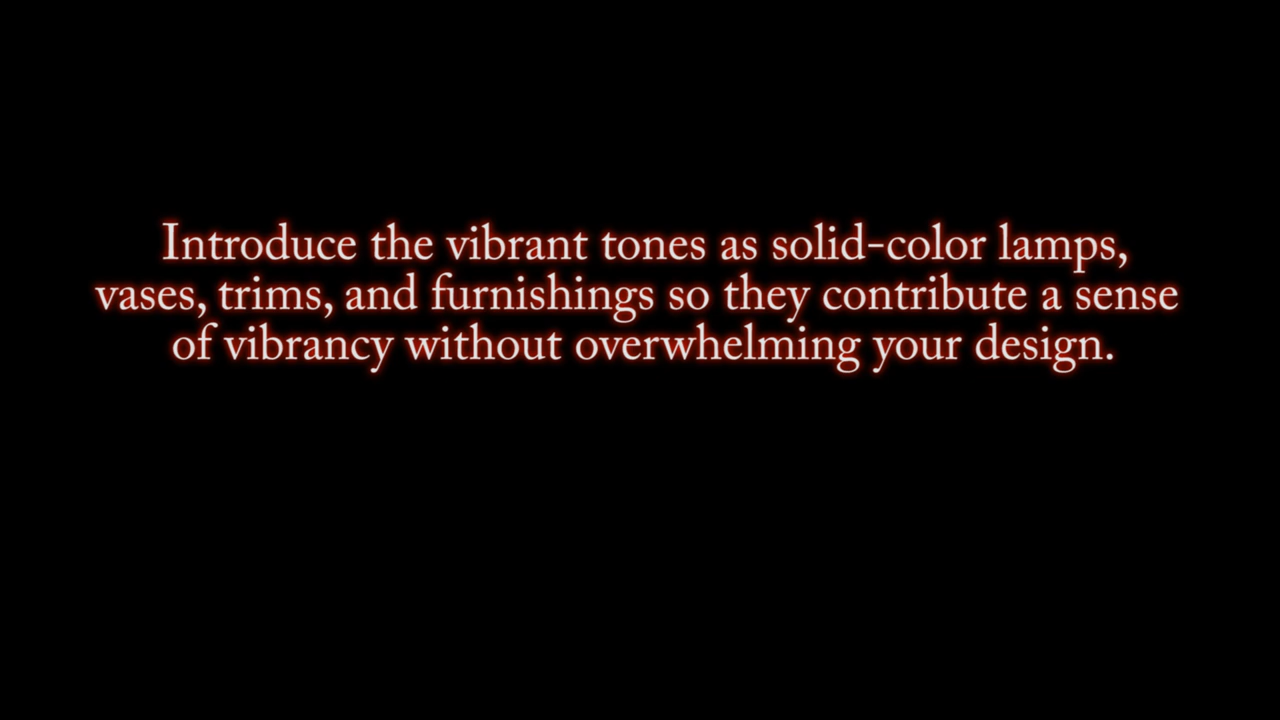 Introduce the vibrant tones as solid-color lamps,
vases, trims, and furnishings so they contribute a sense
of vibrancy without overwhelming your design.